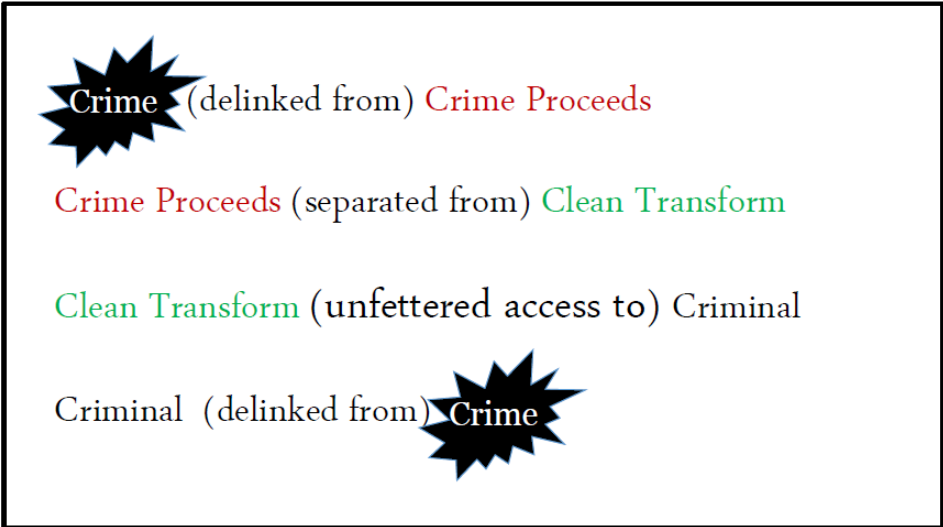 Crime (delinked from) Crime Proceeds
Crime Proceeds (separated from) Clean Transform
Clean Transform (unfettered access to) Criminal
Criminal (delinked from) Crime